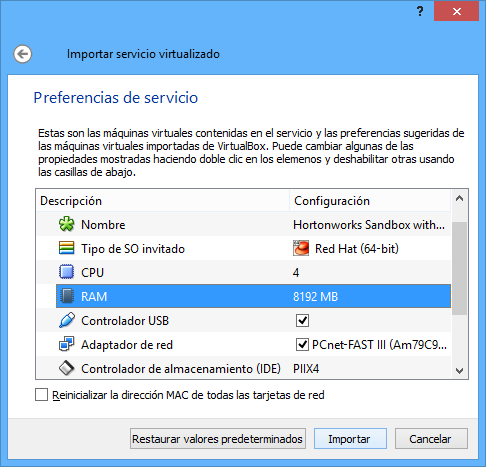 ?
Importar servicio virtualizado
Preferencias de servicio
Estas son las máquinas virtuales contenidas en el servicio y las preferencias sugeridas de
las máquinas virtuales importadas de VirtualBox. Puede cambiar algunas de las
propiedades mostradas haciendo doble clic en los elemenos y deshabilitar otras usando
las casillas de abajo.
Descripción Configuración
Nombre Hortonworks Sandbox with...
Tipo de SO invitado Red Hat (64-bit)
CPU 4
RAM 8192 MB
Controlador USB
Adaptador de red PCnet-FAST III (Am79C9...
Controlador de almacenamiento (IDE) PIIX4
Reinicializar la dirección MAC de todas las tarjetas de red
Restaurar valores predeterminados Importar Cancelar